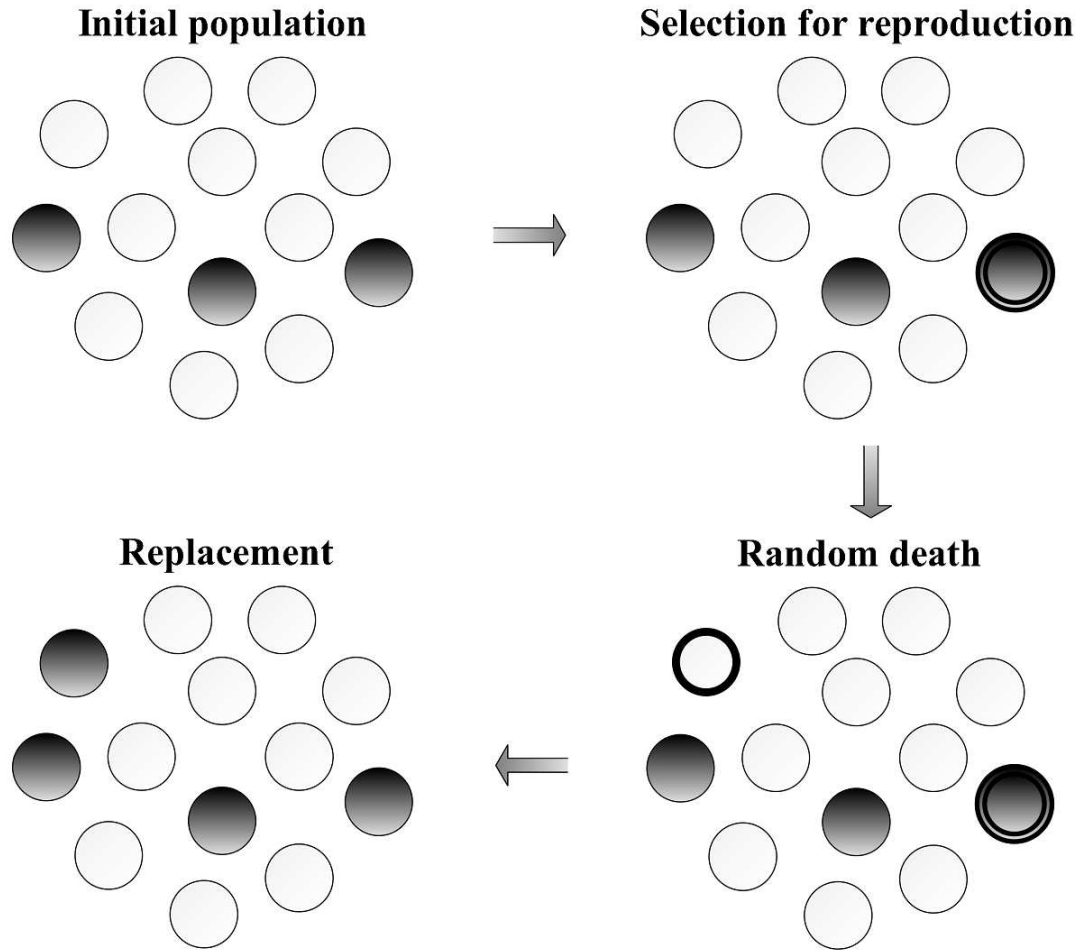 Initial population
Selection for reproduction
Replacement
Random death